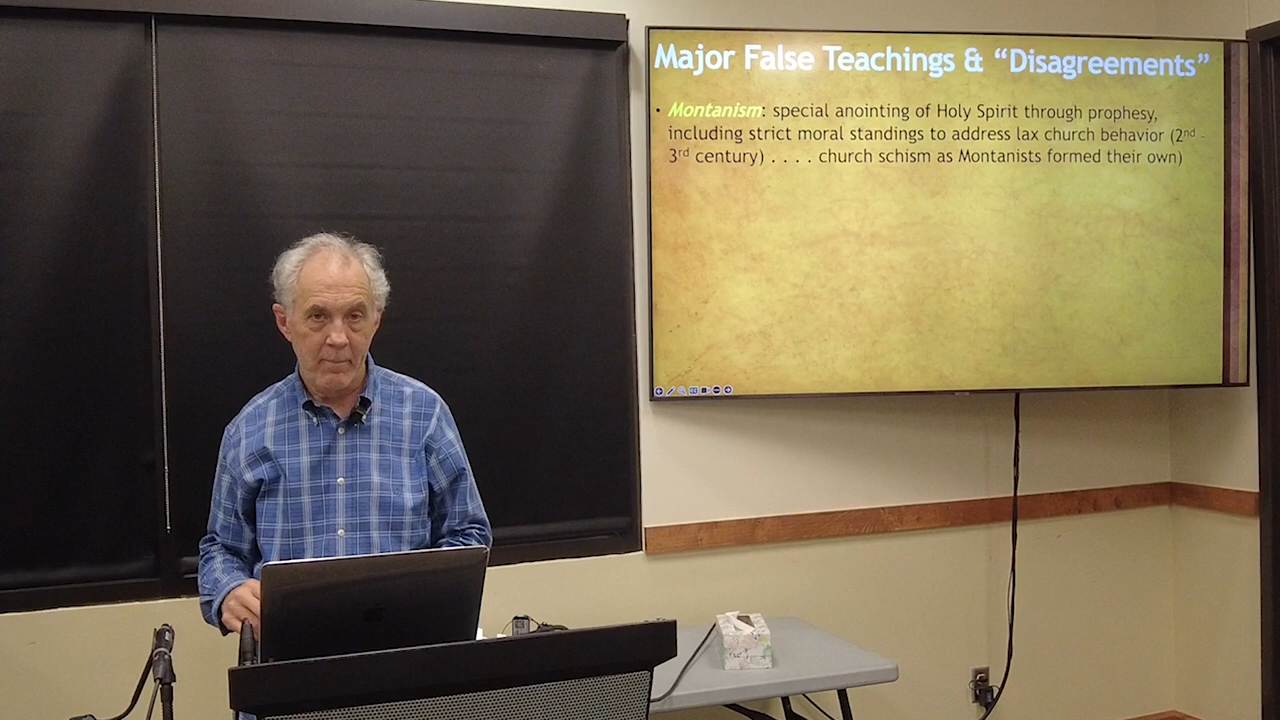 Major False Teachings & “Disagreements”
• Montanism: special anointing of Holy Spirit through prophesy,
including strict moral standings to address lax church behavior (2nd –
3rd century) . . . . church schism as Montanists formed their own)